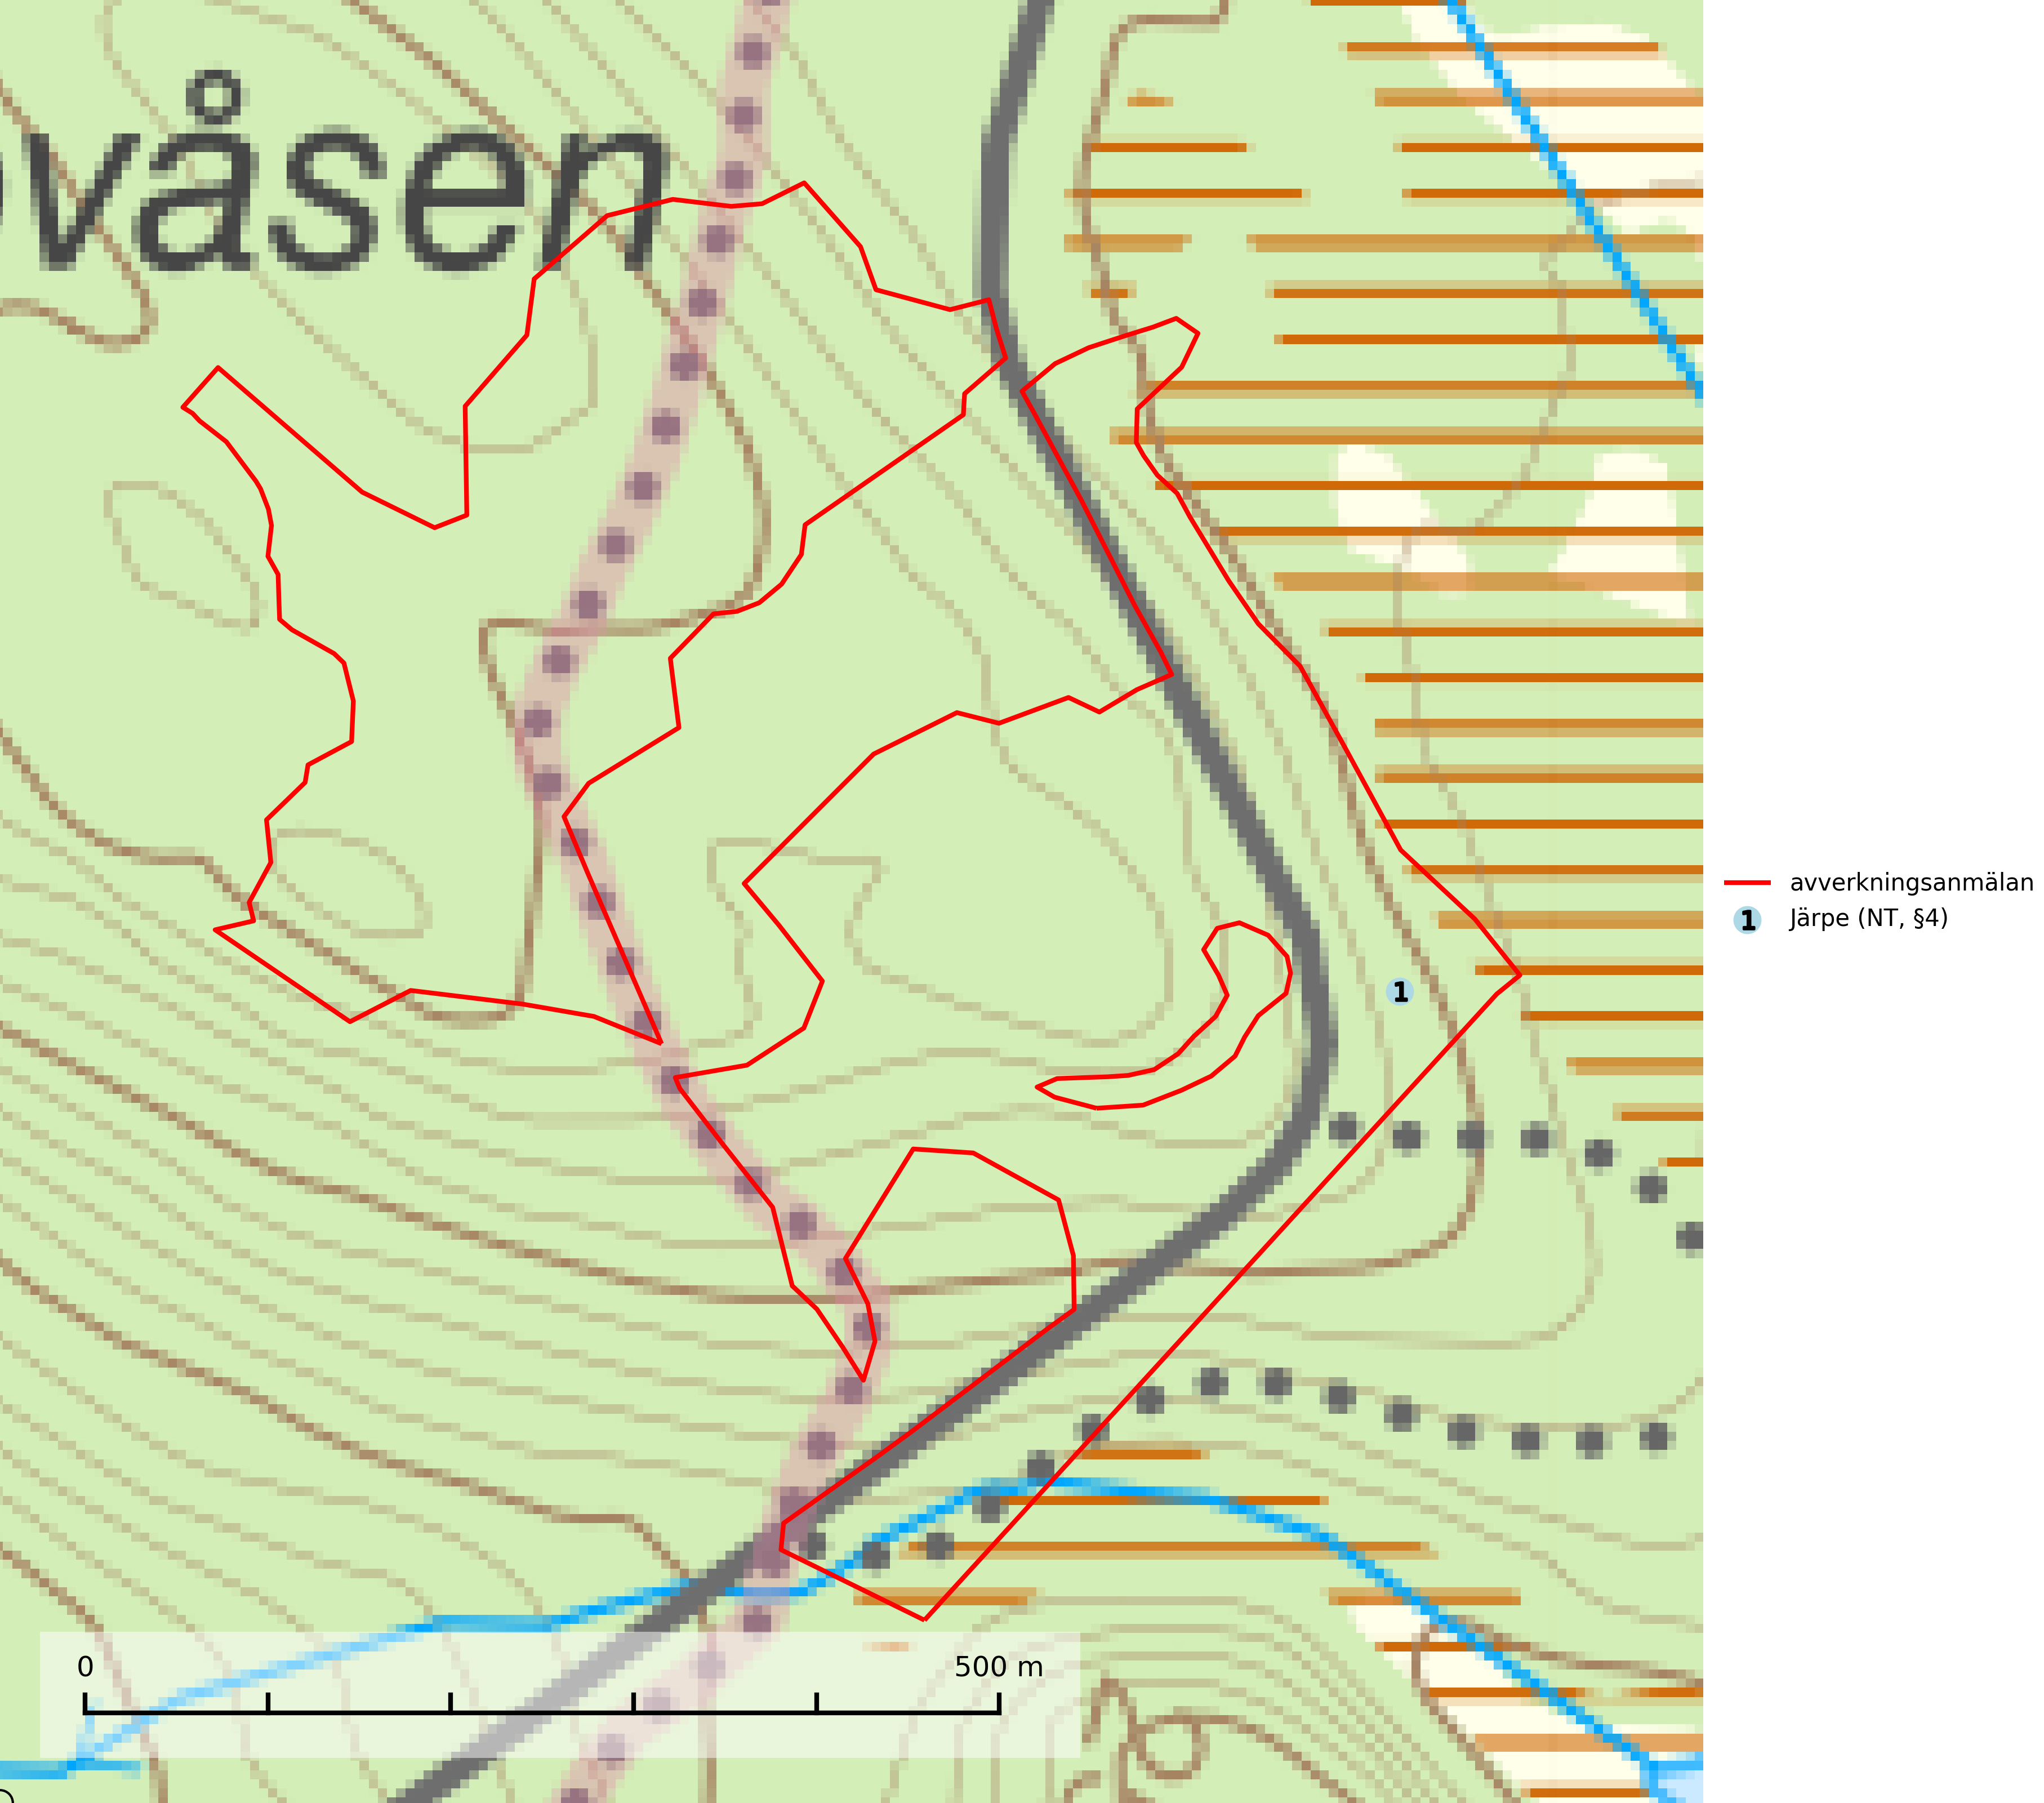 våsen
avverkningsanmälan
1 Järpe (NT, §4)
1
0 500 m